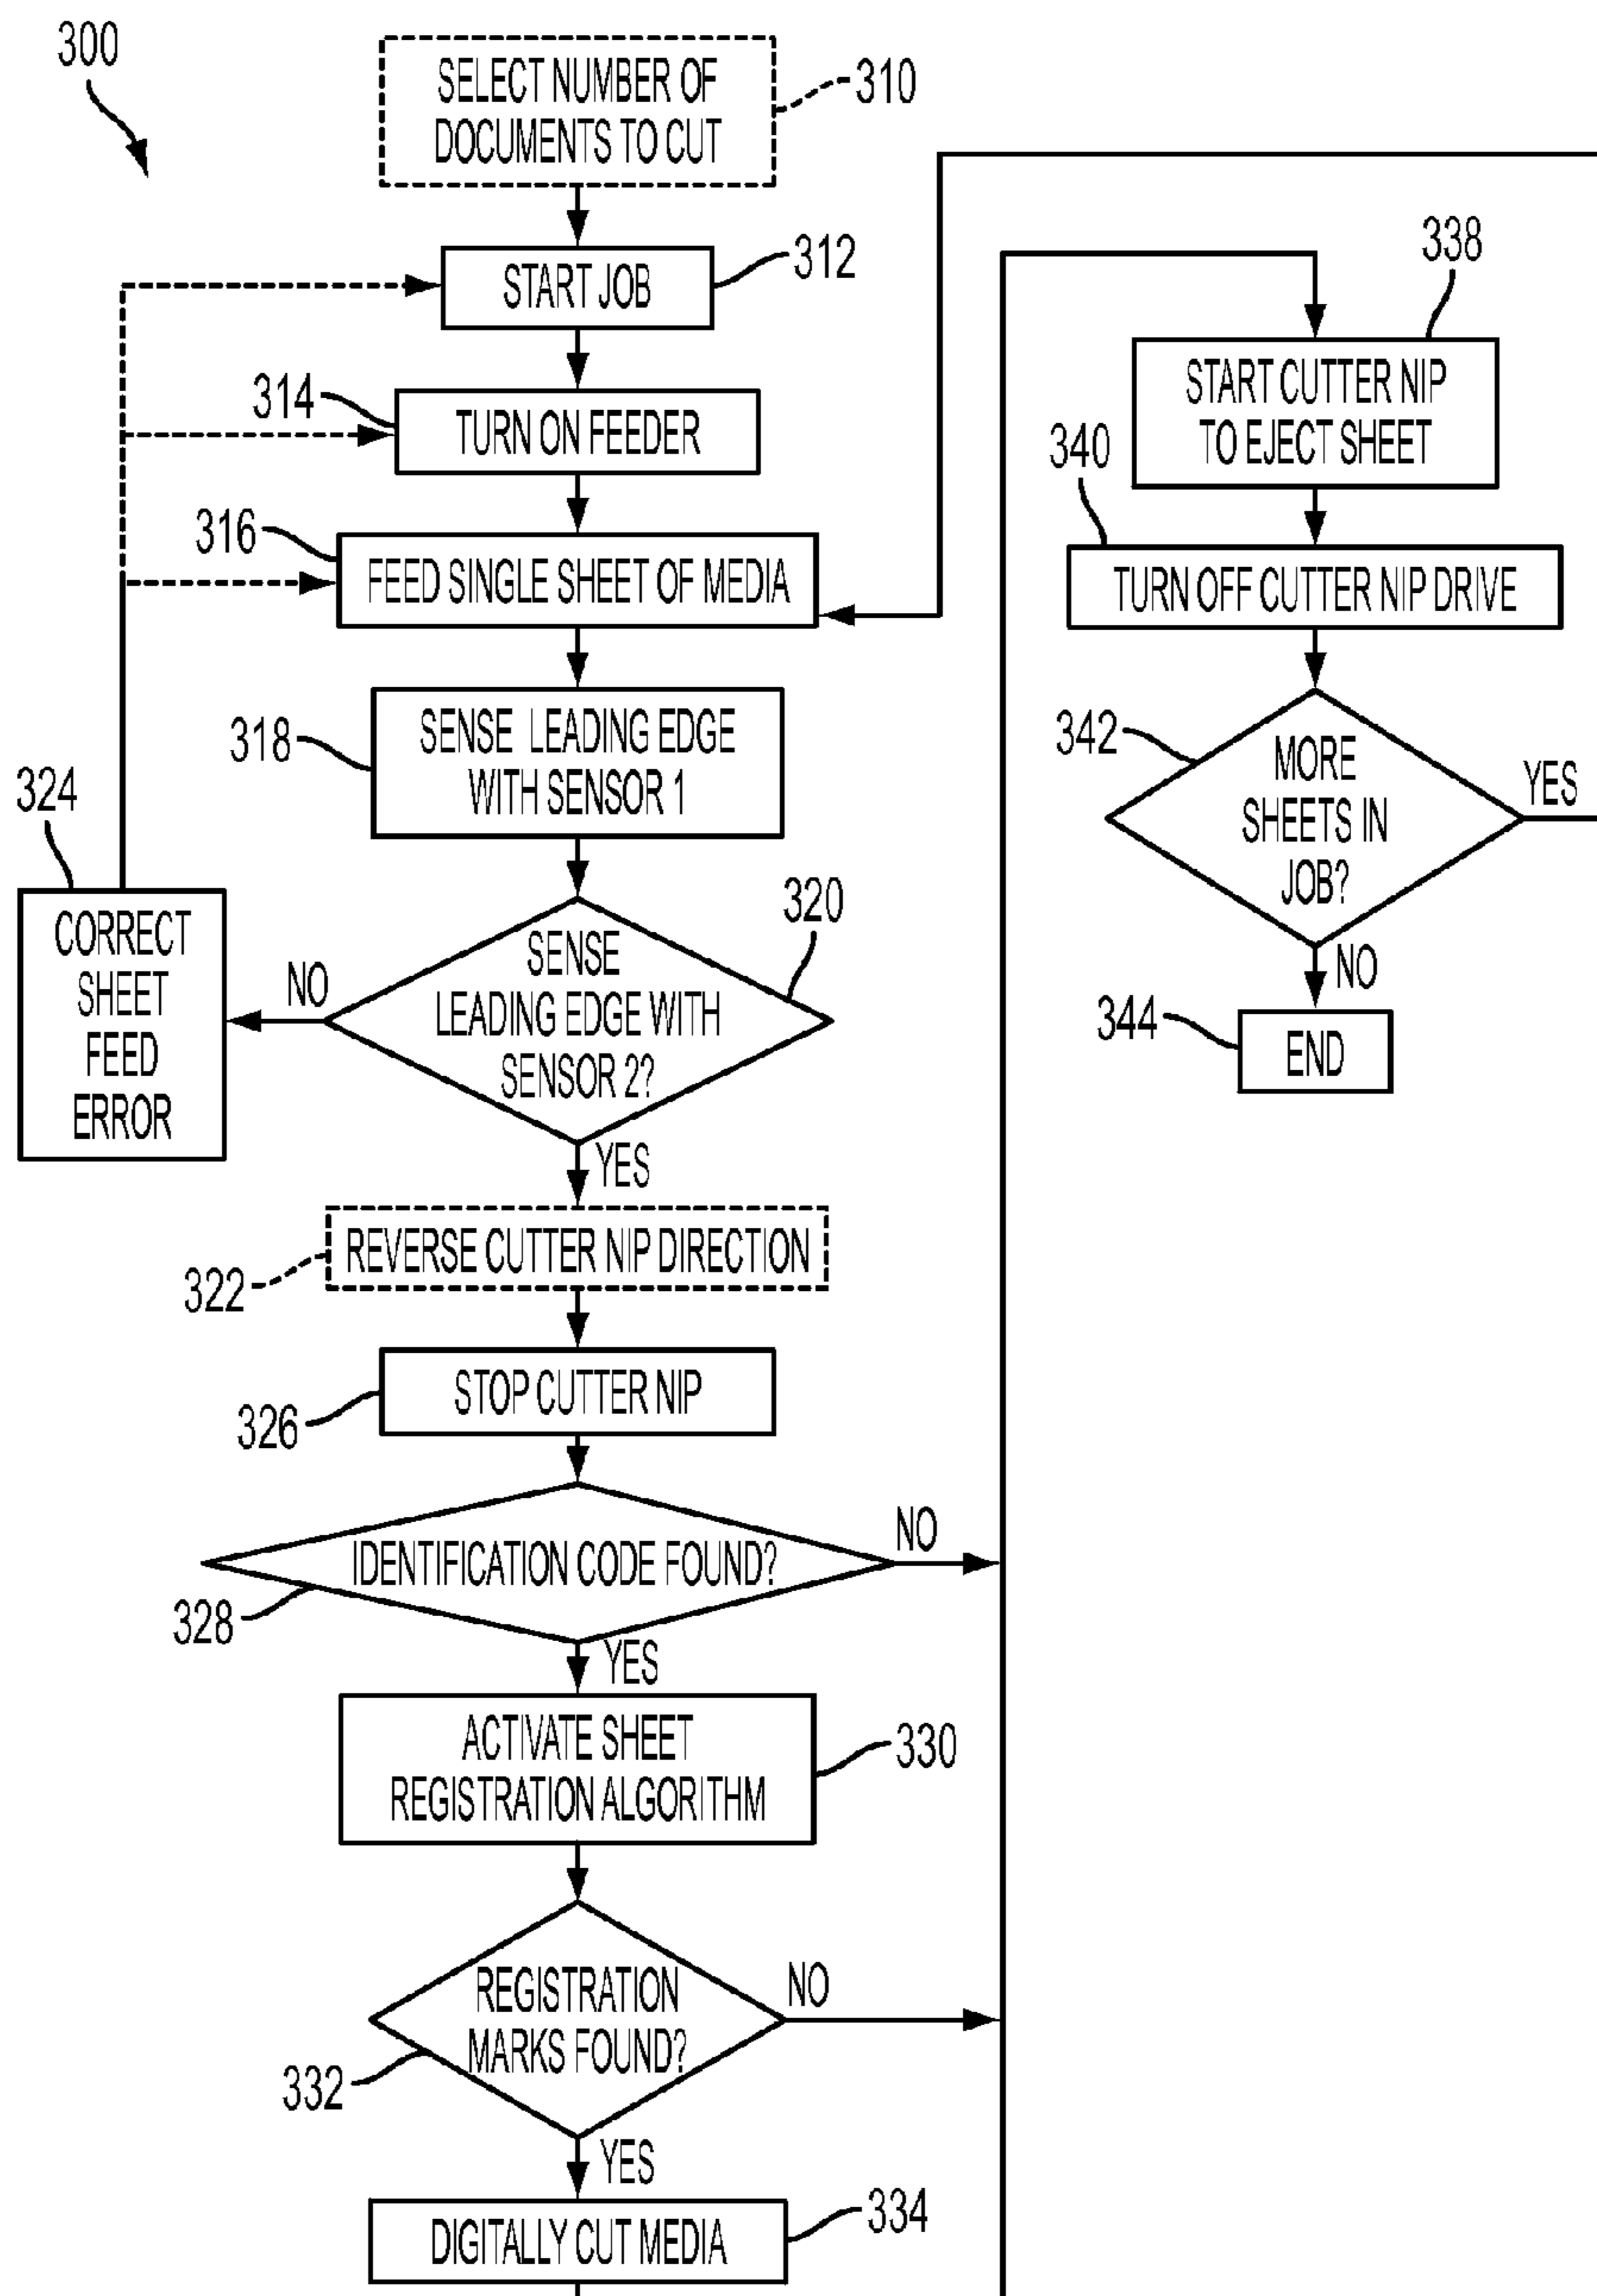 300
SELECT NUMBER OF
DOCUMENTS TO CUT
310
START JOB
312
314
TURN ON FEEDER
316
FEED SINGLE SHEET OF MEDIA
318
SENSE LEADING EDGE
WITH SENSOR 1
320
SENSE
LEADING EDGE WITH
SENSOR 2?
NO
324
CORRECT
SHEET
FEED
ERROR
YES
322
REVERSE CUTTER NIP DIRECTION
326
STOP CUTTER NIP
328
IDENTIFICATION CODE FOUND?
NO
YES
ACTIVATE SHEET
REGISTRATION ALGORITHM
330
332
REGISTRATION
MARKS FOUND?
NO
YES
DIGITALLY CUT MEDIA
334
338
START CUTTER NIP
TO EJECT SHEET
340
TURN OFF CUTTER NIP DRIVE
342
MORE
SHEETS IN
JOB?
YES
NO
344
END